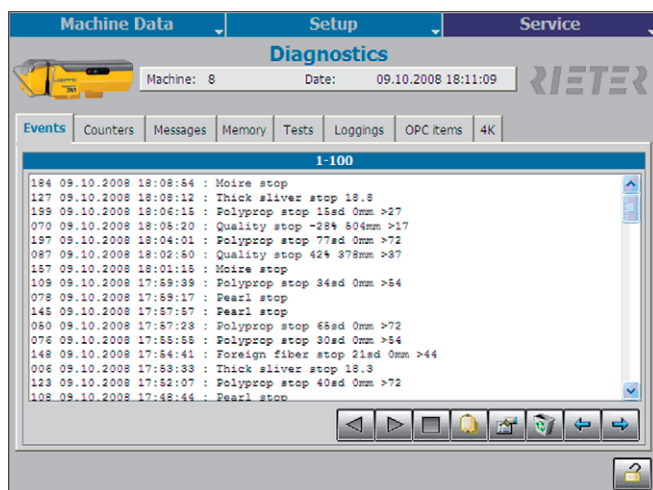 Machine Data Setup Service
Diagnostics
Machine: 8 Date: 09.10.2008 18:11:09
RIETER
Events Counters Messages Memory Tests Loggings OPC items 4K
1-100
184 09.10.2008 18:08:54 : Moire stop
127 09.10.2008 18:08:12 : Thick sliver stop 18.8
199 09.10.2008 18:06:15 : Polyprop stop 15sd 0mm >27
070 09.10.2008 18:05:20 : Quality stop -28% 504mm >17
197 09.10.2008 18:04:01 : Polyprop stop 77sd 0mm >72
087 09.10.2008 18:02:50 : Quality stop 42% 378mm >37
157 09.10.2008 18:01:15 : Moire stop
109 09.10.2008 17:59:39 : Polyprop stop 34sd 0mm >54
078 09.10.2008 17:59:17 : Pearl stop
145 09.10.2008 17:57:57 : Pearl stop
050 09.10.2008 17:57:23 : Polyprop stop 65sd 0mm >72
076 09.10.2008 17:55:55 : Polyprop stop 30sd 0mm >54
148 09.10.2008 17:54:41 : Foreign fiber stop 21sd 0mm >44
006 09.10.2008 17:53:33 : Thick sliver stop 18.3
123 09.10.2008 17:52:07 : Polyprop stop 40sd 0mm >72
108 09.10.2008 17:48:44 : Pearl stop